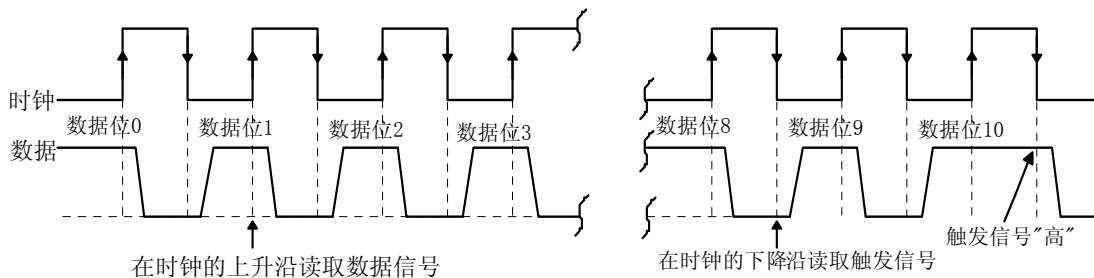 时钟
数据位0 数据位1 数据位2 数据位3 数据位8 数据位9 数据位10
数据
触发信号"高"
在时钟的上升沿读取数据信号
在时钟的下降沿读取触发信号